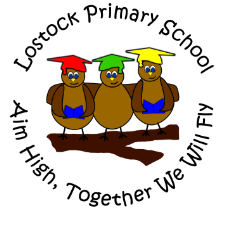 Lostock Primary School
Aim High, Together We Will Fly